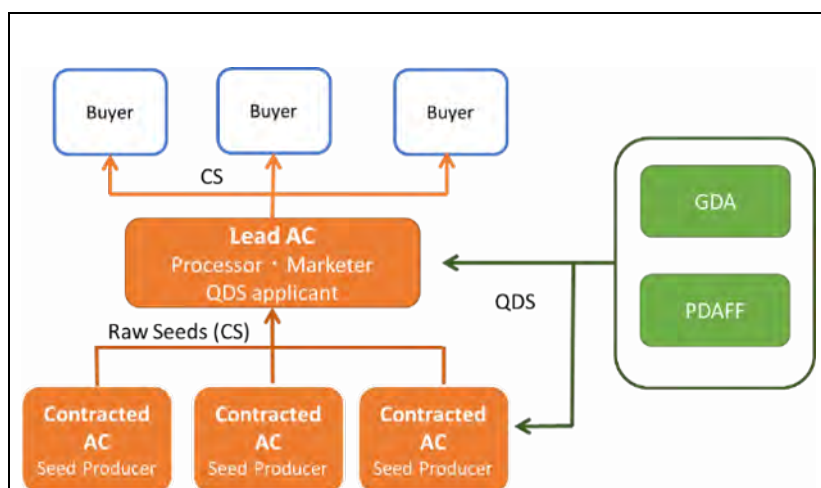 Buyer
Buyer
Buyer
CS
GDA
Lead AC
Processor・Marketer
QDS applicant
QDS
PDAFF
Raw Seeds (CS)
Contracted
AC
Seed Producer
Contracted
AC
Seed Producer
Contracted
AC
Seed Producer